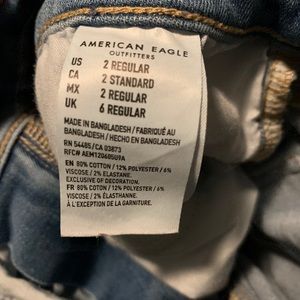 AMERICAN EAGLE
OUTFITTERS
US 2 REGULAR
CA 2 STANDARD
MX 2 REGULAR
UK 6 REGULAR
MADE IN BANGLADESH / FABRIQUÉ AU
BANGLADESH / HECHO EN BANGLADESH
RN 54485/CA 03873
RFC# AEM120605U9A
EN 80% COTTON / 12% POLYESTER / 6%
VISCOSE / 2% ELASTANE.
EXCLUSIVE OF DECORATION.
FR 80% COTON / 12% POLYESTER / 6%
VISCOSE / 2% ÉLASTHANNE.
À L'EXCEPTION DE LA GARNITURE.